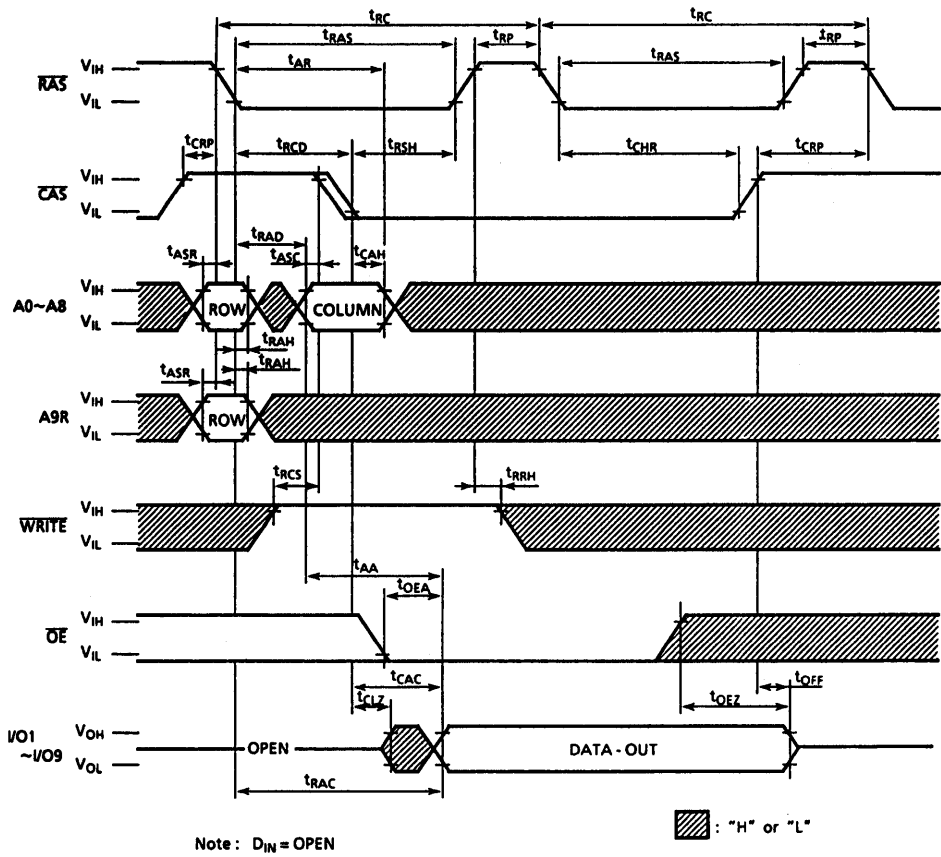 tRC tRC
tRAS tRP tRAS tRP
tAR
RAS VIH
VIL
tCRP tRCD tRSH tCHR tCRP
CAS VIH
VIL
tRAD
tASR tASC tCAH
A0~A8 VIH
VIL
ROW COLUMN
tRAH
tASR tRAH
A9R VIH
VIL
ROW
tRCS tRRH
WRITE VIH
VIL
tAA
tOEA
OE VIH
VIL
tCAC tOFF
tCLZ tOEZ
I/O1
~I/O9
VOH
VOL
OPEN DATA - OUT
tRAC
Note : DIN = OPEN
: "H" or "L"